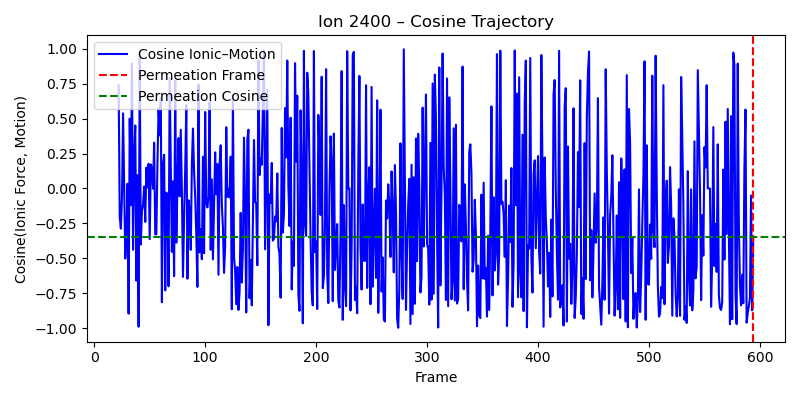 Ion 2400 – Cosine Trajectory
Cosine Ionic–Motion
Permeation Frame
Permeation Cosine
Cosine(Ionic Force, Motion)
1.00
0.75
0.50
0.25
0.00
−0.25
−0.50
−0.75
−1.00
0 100 200 300 400 500 600
Frame